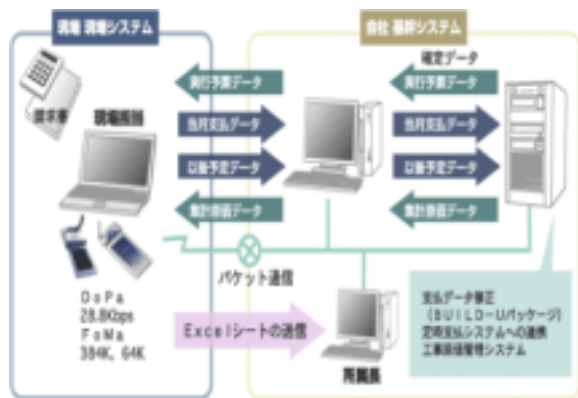 現場 現場システム
会社 基幹システム
確定データ
実行予算データ
実行予算データ
請求書
現場担当
当月支払データ
当月支払データ
以後予定データ
以後予定データ
集計原価データ
集計原価データ
パケット通信
DoPa
28.8Kbps
FoMa
384K, 64K
Excelシートの送信
所属長
支払データ修正
(BUILD-Uパッケージ)
定時支払システムへの連携
工事原価管理システム